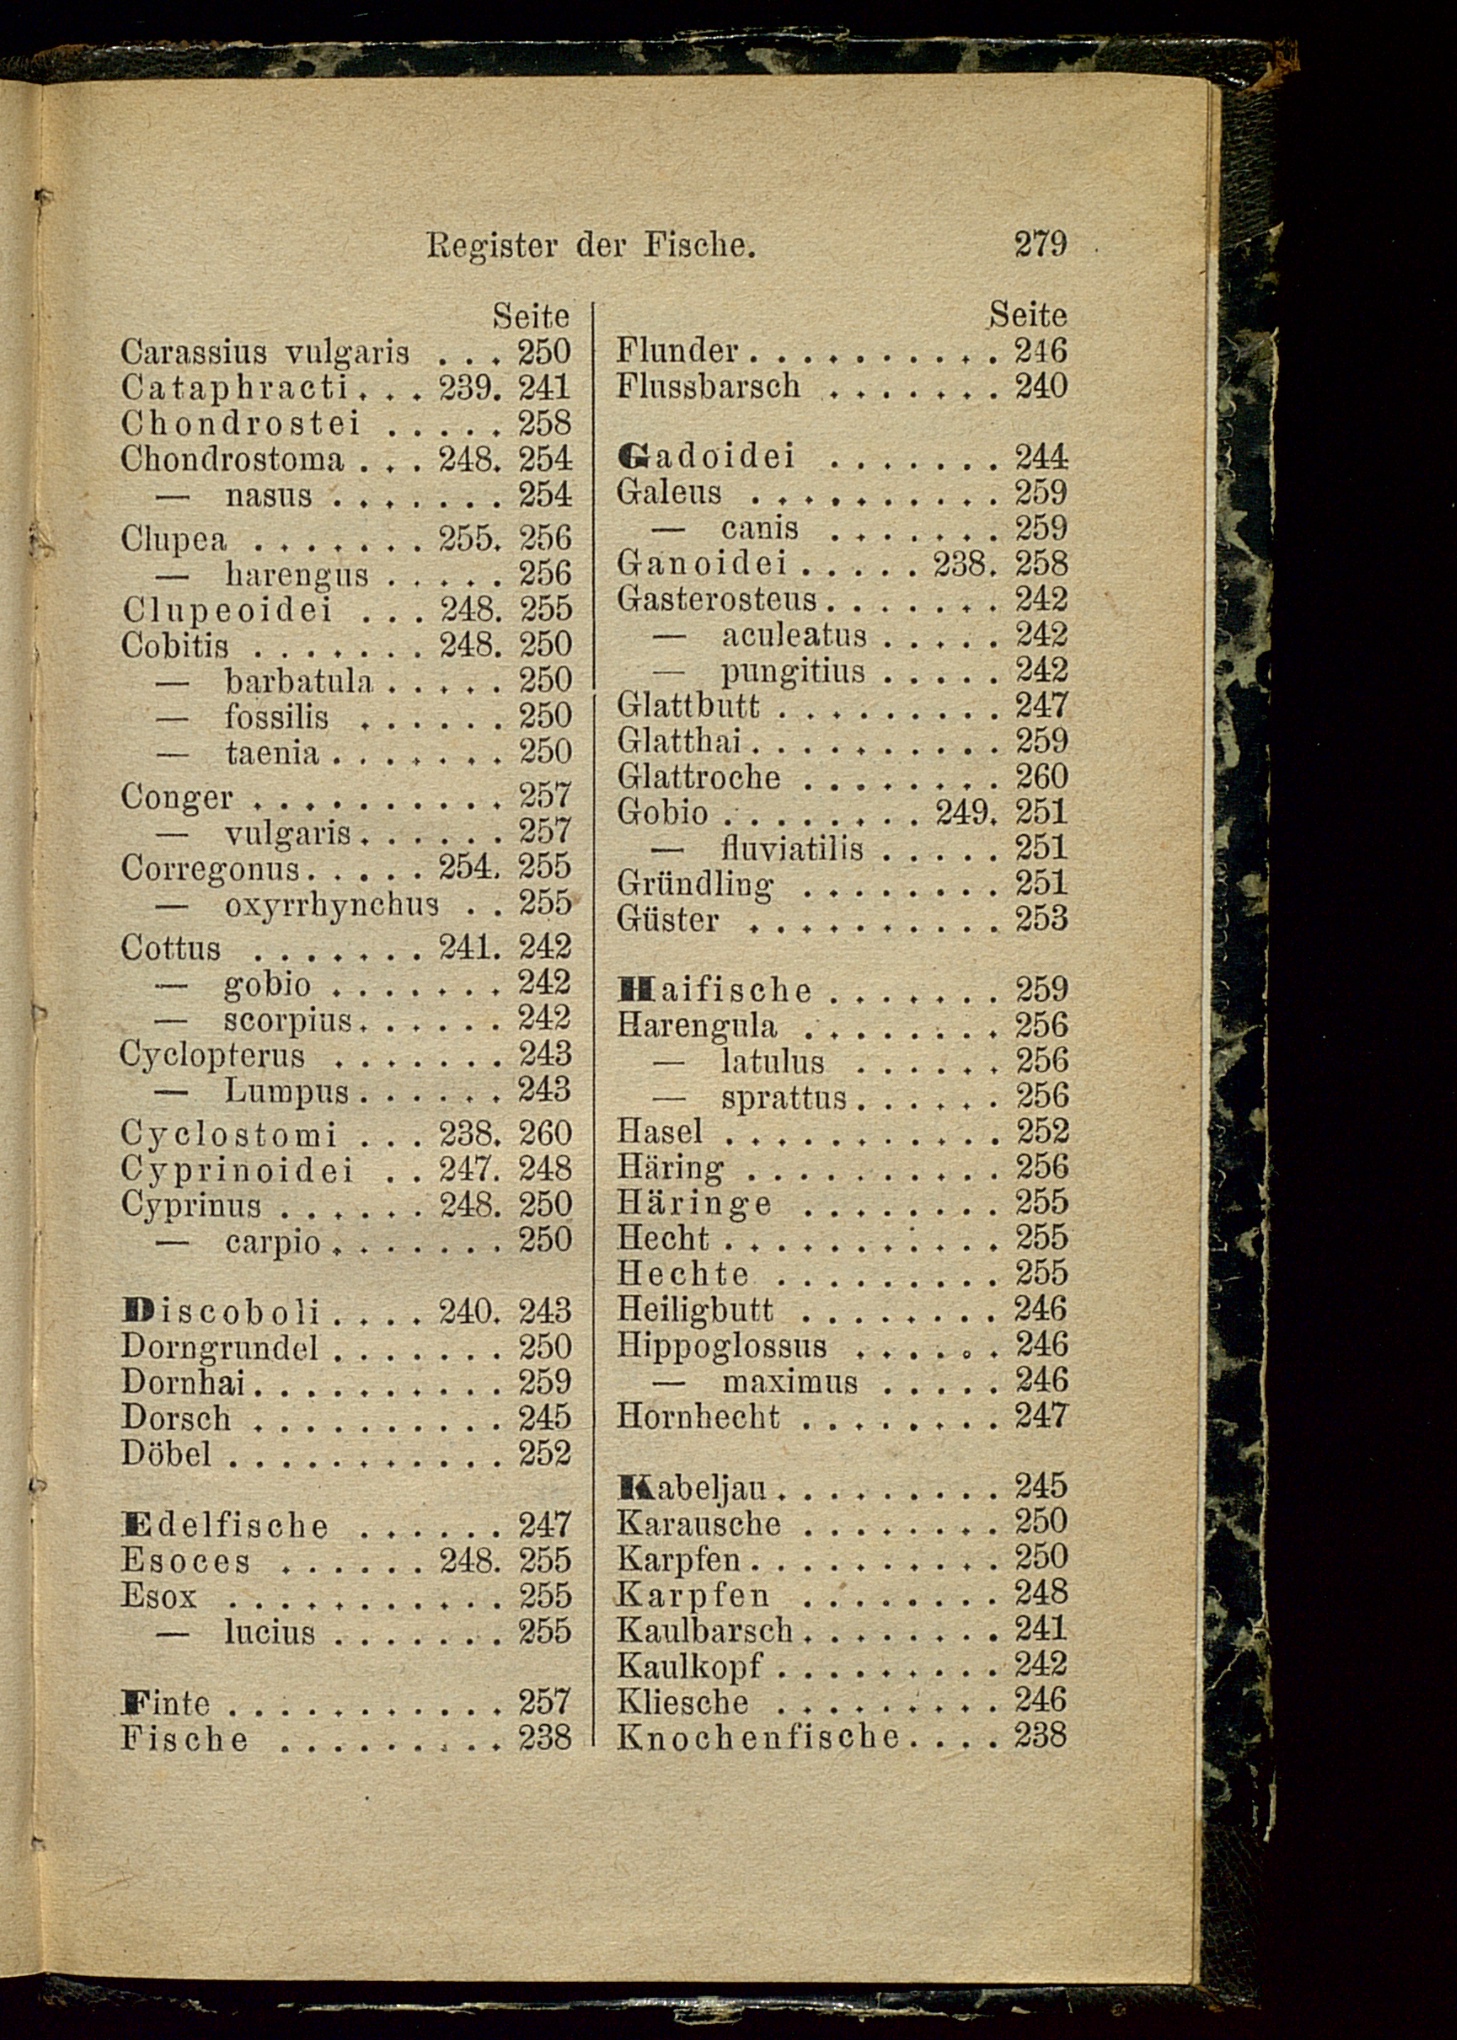 Register der Fische. 279
Seite
Carassius vulgaris . . . 250
Cataphracti . . . 239. 241
Chondrostei . . . . . 258
Chondrostoma . . . 248. 254
— nasus . . . . . . . 254
Clupea . . . . . . . 255. 256
— harengus . . . . . 256
Clupeoidei . . . 248. 255
Cobitis . . . . . . . 248. 250
— barbatula . . . . . 250
— fossilis . . . . . . 250
— taenia . . . . . . . 250
Conger . . . . . . . . . . 257
— vulgaris . . . . . . 257
Corregonus . . . . . 254. 255
— oxyrrhynchus . . 255
Cottus . . . . . . . 241. 242
— gobio . . . . . . . 242
— scorpius . . . . . . 242
Cyclopterus . . . . . . . 243
— Lumpus . . . . . . 243
Cyclostomi . . . 238. 260
Cyprinoidei . . 247. 248
Cyprinus . . . . . . 248. 250
— carpio . . . . . . . 250
Discoboli . . . . 240. 243
Dorngrundel . . . . . . . 250
Dornhai . . . . . . . . . . 259
Dorsch . . . . . . . . . . 245
Döbel . . . . . . . . . . . 252
Edelfische . . . . . . 247
Esoces . . . . . . 248. 255
Esox . . . . . . . . . . . 255
— lucius . . . . . . . 255
Finte . . . . . . . . . . . 257
Fische . . . . . . . . . 238
Seite
Flunder . . . . . . . . . . 246
Flussbarsch . . . . . . . 240
Gadoidei . . . . . . . 244
Galeus . . . . . . . . . . 259
— canis . . . . . . . 259
Ganoidei . . . . . 238. 258
Gasterosteus . . . . . . . 242
— aculeatus . . . . . 242
— pungitius . . . . . 242
Glattbutt . . . . . . . . . 247
Glatthai . . . . . . . . . . 259
Glattroche . . . . . . . . 260
Gobio . . . . . . . . 249. 251
— fluviatilis . . . . . 251
Gründling . . . . . . . . 251
Güster . . . . . . . . . . 253
Haifische . . . . . . . 259
Harengula . . . . . . . . 256
— latulus . . . . . . 256
— sprattus . . . . . . 256
Hasel . . . . . . . . . . . 252
Häring . . . . . . . . . . 256
Häringe . . . . . . . . 255
Hecht . . . . . . . . . . . 255
Hechte . . . . . . . . . 255
Heiligbutt . . . . . . . . 246
Hippoglossus . . . . . . 246
— maximus . . . . . 246
Hornhecht . . . . . . . . 247
Kabeljau . . . . . . . . . 245
Karausche . . . . . . . . 250
Karpfen . . . . . . . . . . 250
Karpfen . . . . . . . . 248
Kaulbarsch . . . . . . . . 241
Kaulkopf . . . . . . . . . 242
Kliesche . . . . . . . . . 246
Knochenfische . . . . 238